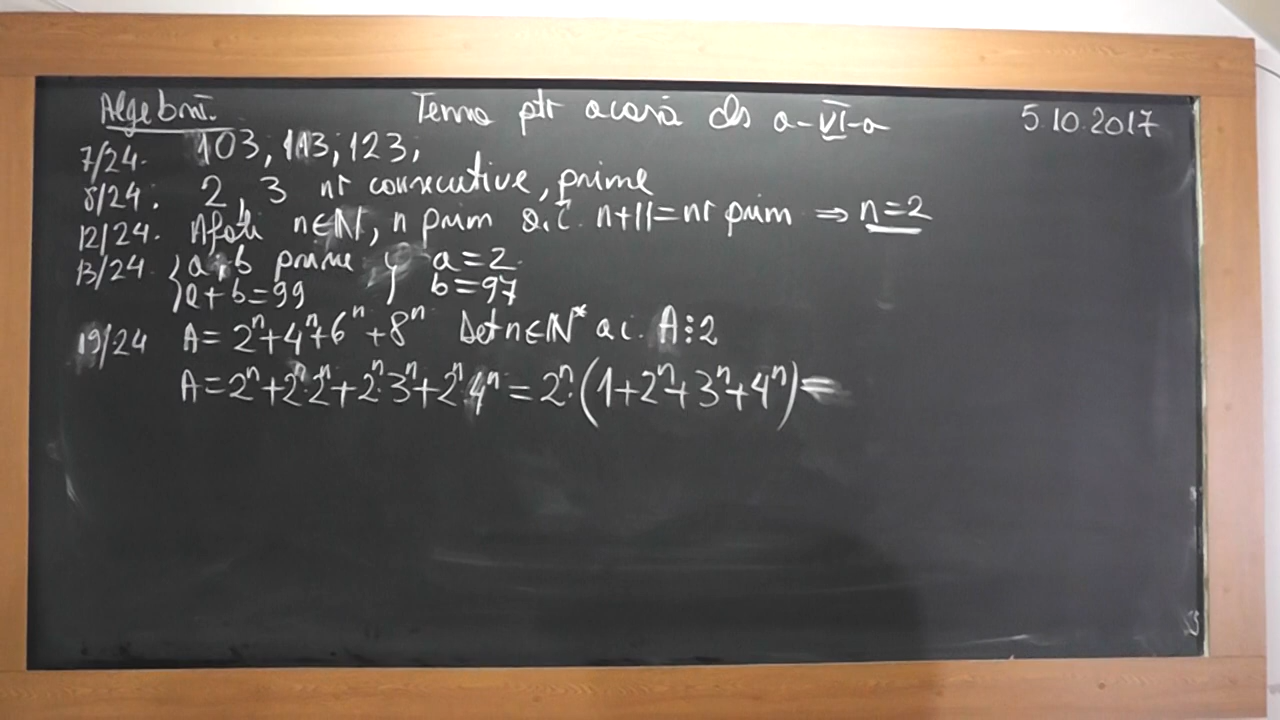 Algebră. Tema ptr acasă cls a-VI-a 5.10.2017
7/24. 103, 113, 123,
8/24. 2, 3 nr consecutive, prime
12/24. Aflați n∈ℕ, n prim a.î. n+11=nr prim ⇒ n=2
13/24 { a, b prime } a=2
a+b=99 b=97
19/24 A=2ⁿ+4ⁿ+6ⁿ+8ⁿ Det n∈ℕ* a.i. A⋮2
A=2ⁿ+2ⁿ·2ⁿ+2ⁿ·3ⁿ+2ⁿ·4ⁿ=2ⁿ·(1+2ⁿ+3ⁿ+4ⁿ)=